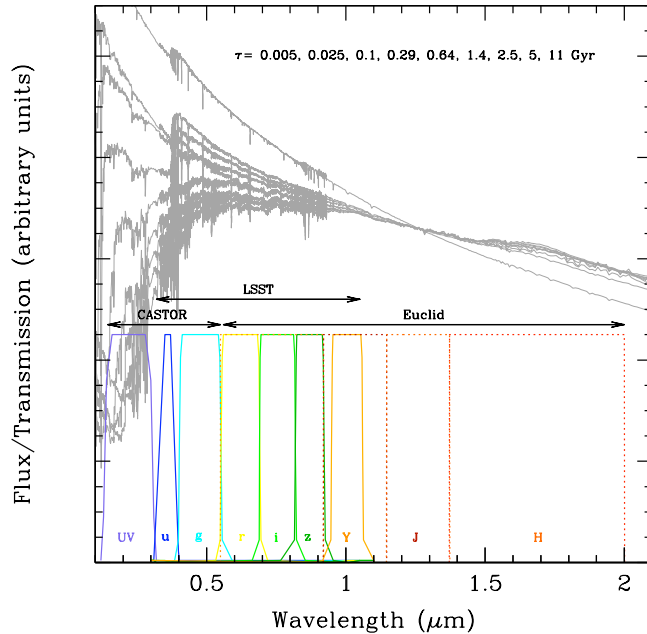 τ= 0.005, 0.025, 0.1, 0.29, 0.64, 1.4, 2.5, 5, 11 Gyr
Flux/Transmission (arbitrary units)
LSST
CASTOR
Euclid
UV u g r i z Y J H
0.5 1 1.5 2
Wavelength (μm)